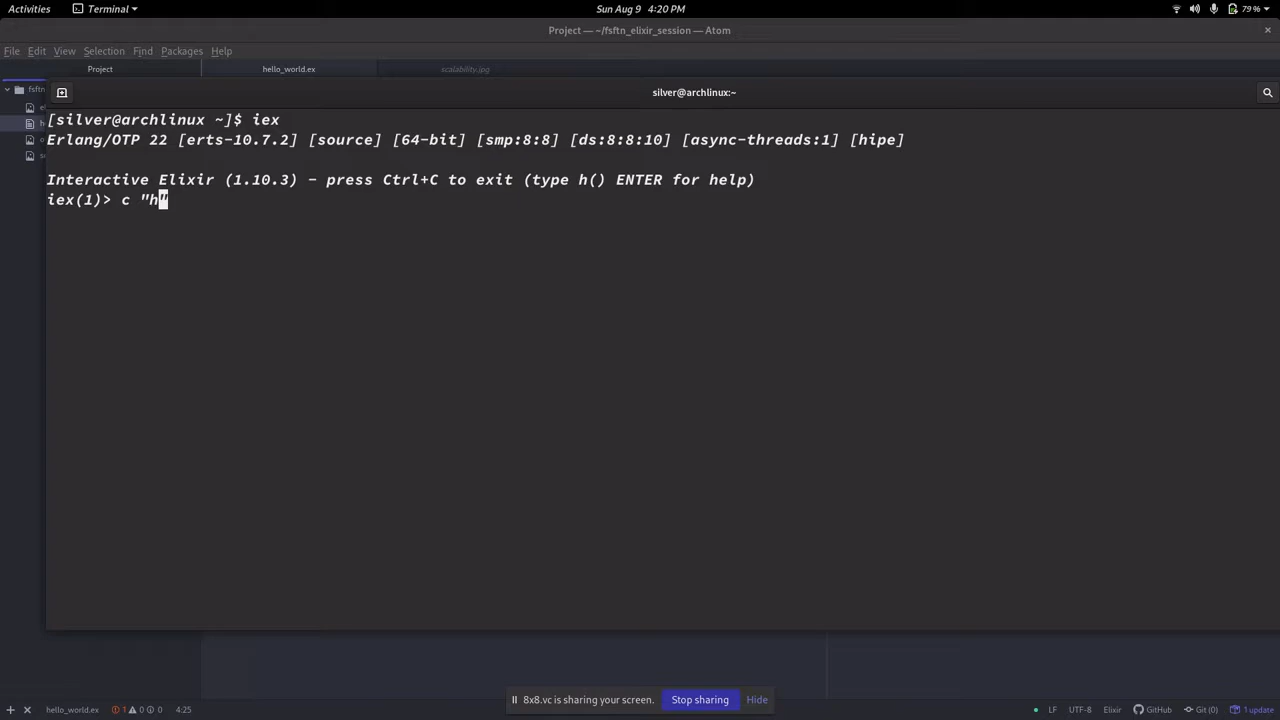 Activities Terminal Sun Aug 9 4:20 PM 79 %
Project — ~/fsftn_elixir_session — Atom
File Edit View Selection Find Packages Help
Project hello_world.ex scalability.jpg
fsftn
silver@archlinux:~
[silver@archlinux ~]$ iex
Erlang/OTP 22 [erts-10.7.2] [source] [64-bit] [smp:8:8] [ds:8:8:10] [async-threads:1] [hipe]
Interactive Elixir (1.10.3) - press Ctrl+C to exit (type h() ENTER for help)
iex(1)> c "h"
8x8.vc is sharing your screen. Stop sharing Hide
hello_world.ex 1 0 0 4:25 LF UTF-8 Elixir GitHub Git (0) 1 update